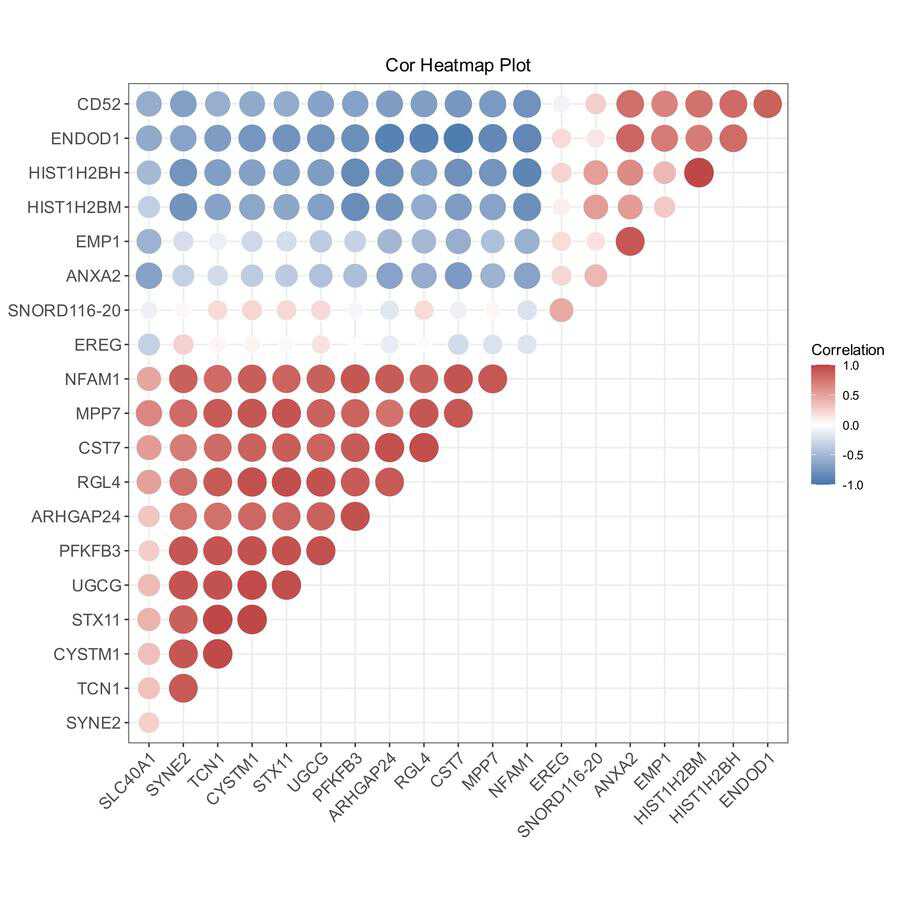 Cor Heatmap Plot
CD52
ENDOD1
HIST1H2BH
HIST1H2BM
EMP1
ANXA2
SNORD116-20
EREG
NFAM1
MPP7
CST7
RGL4
ARHGAP24
PFKFB3
UGCG
STX11
CYSTM1
TCN1
SYNE2
SLC40A1
SYNE2
TCN1
CYSTM1
STX11
UGCG
PFKFB3
ARHGAP24
RGL4
CST7
MPP7
NFAM1
EREG
SNORD116-20
ANXA2
EMP1
HIST1H2BM
HIST1H2BH
ENDOD1
Correlation
1.0
0.5
0.0
-0.5
-1.0